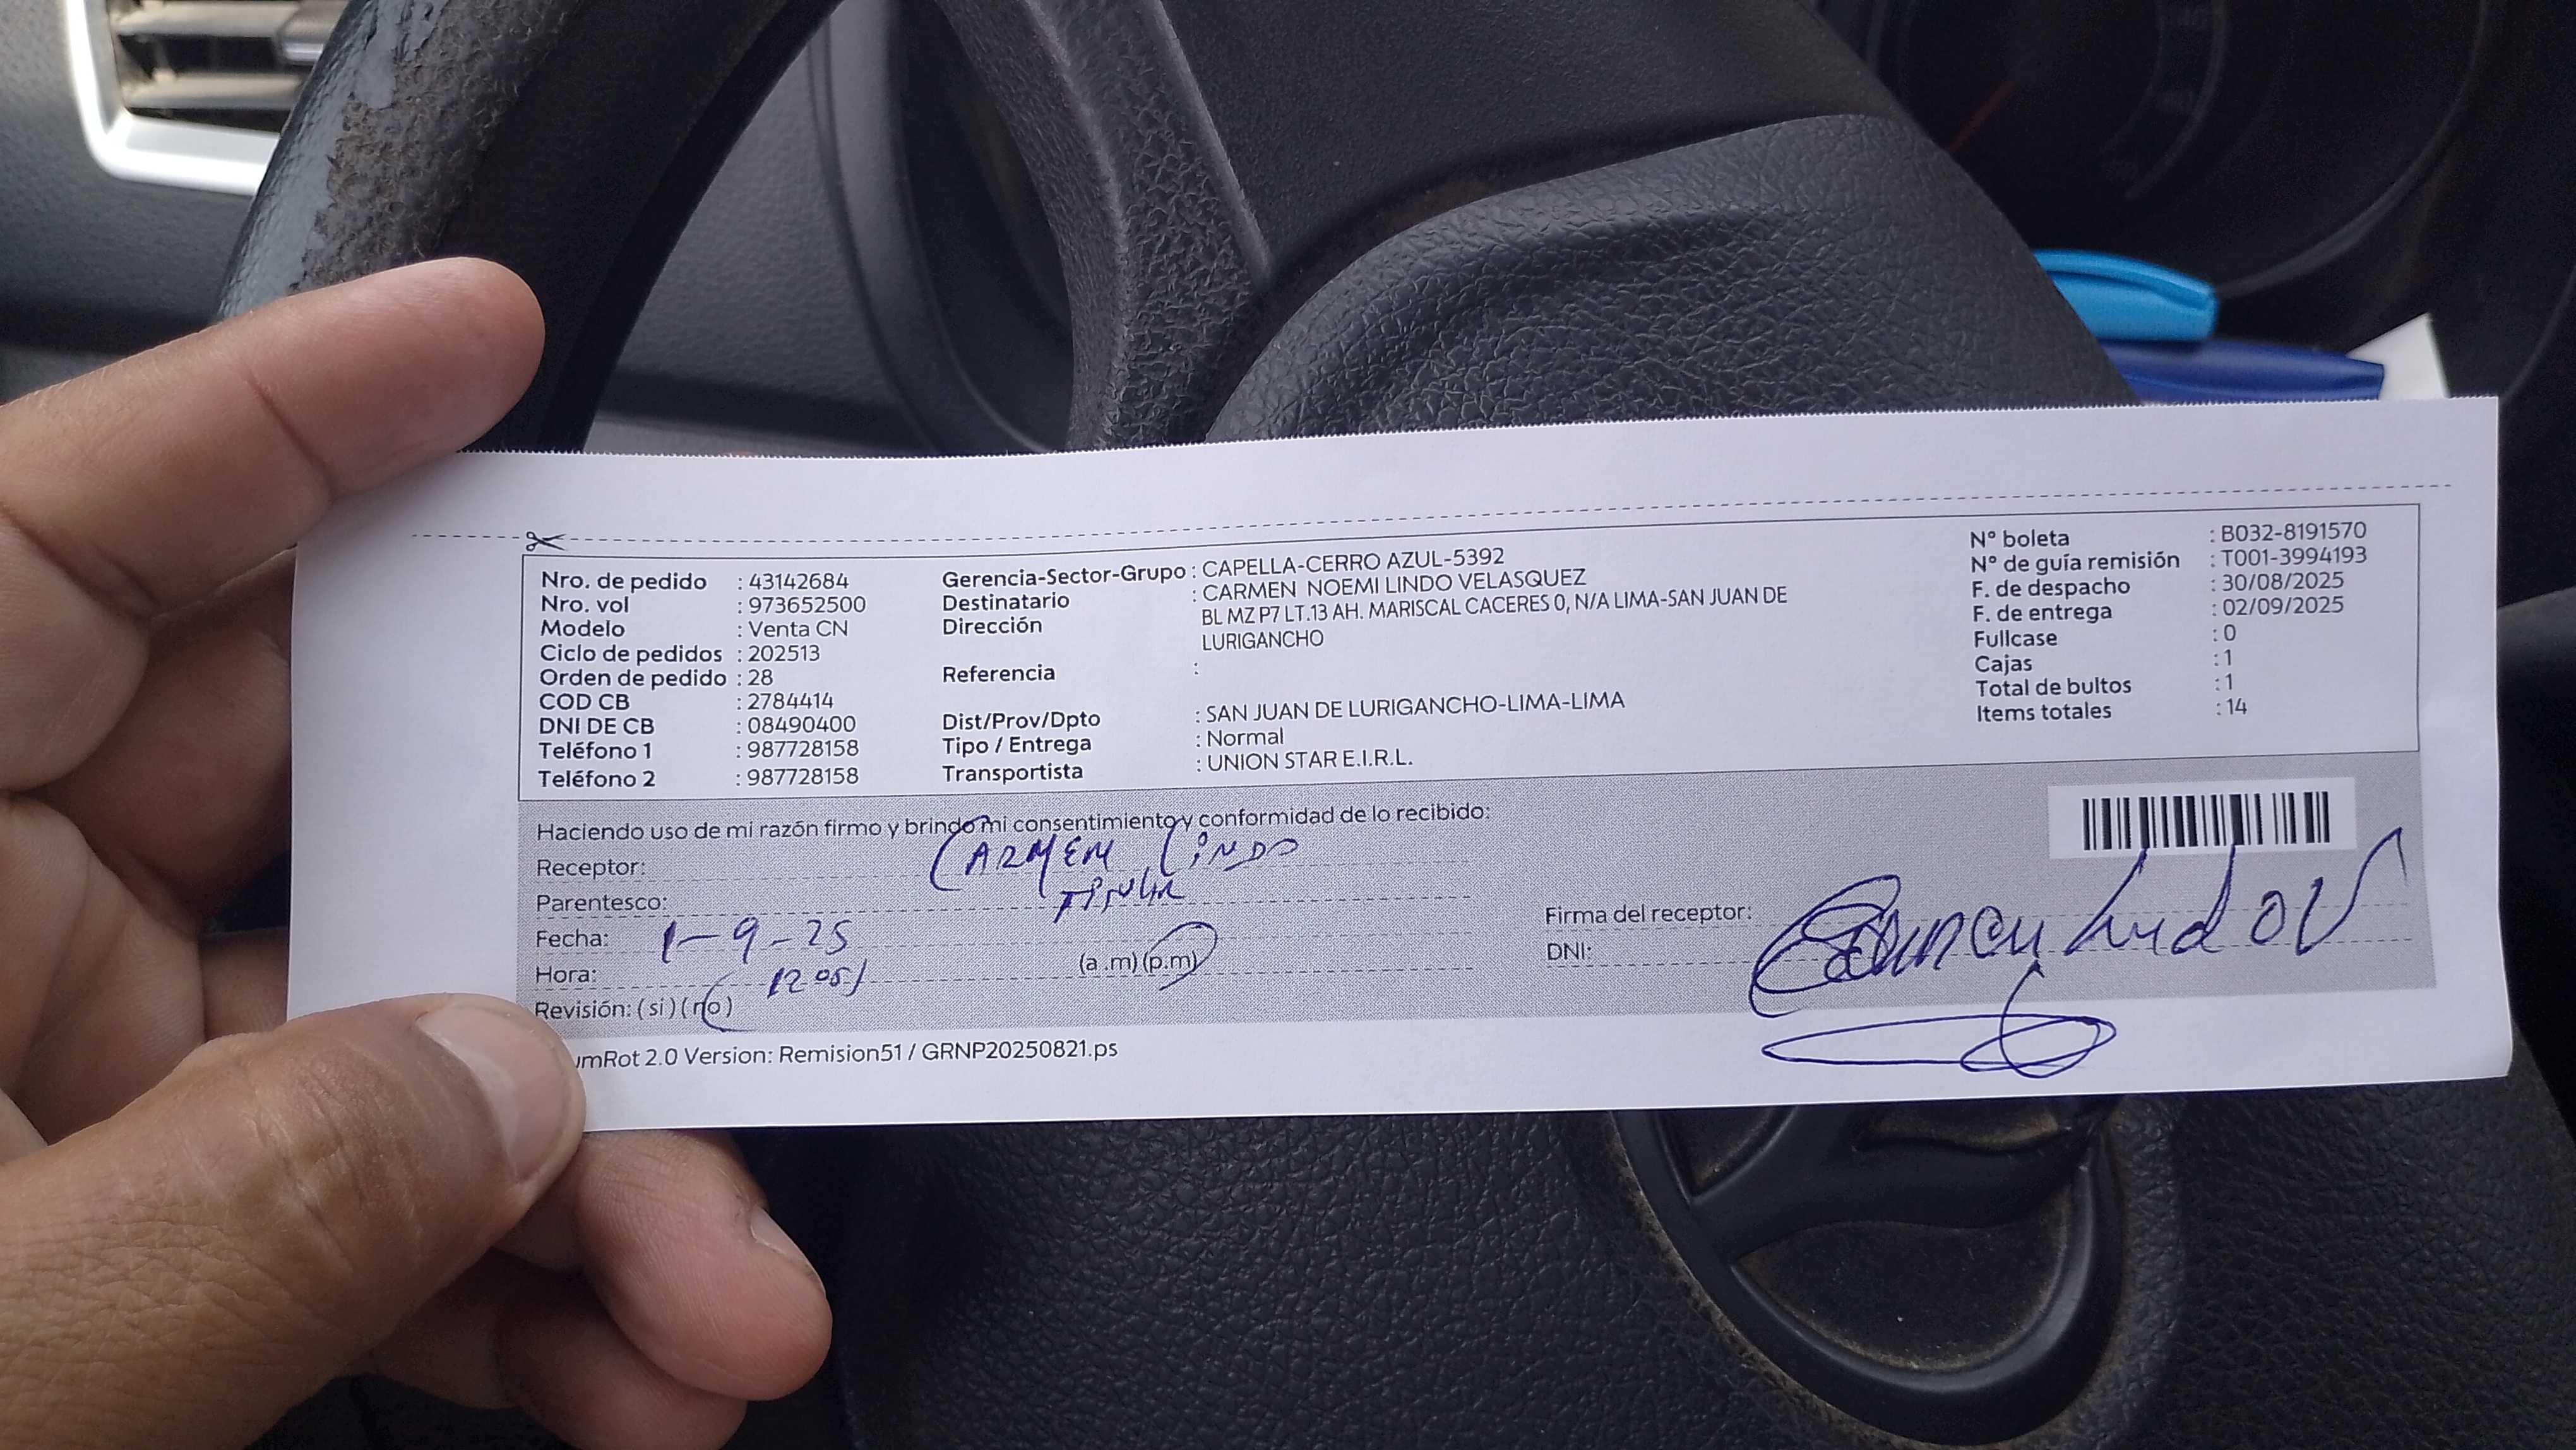 Nro. de pedido : 43142684
Nro. vol : 973652500
Modelo : Venta CN
Ciclo de pedidos : 202513
Orden de pedido : 28
COD CB : 2784414
DNI DE CB : 08490400
Teléfono 1 : 987728158
Teléfono 2 : 987728158
Gerencia-Sector-Grupo : CAPELLA-CERRO AZUL-5392
Destinatario : CARMEN NOEMI LINDO VELASQUEZ
Dirección BL MZ P7 LT.13 AH. MARISCAL CACERES 0, N/A LIMA-SAN JUAN DE
LURIGANCHO
Referencia :
Dist/Prov/Dpto : SAN JUAN DE LURIGANCHO-LIMA-LIMA
Tipo / Entrega : Normal
Transportista : UNION STAR E.I.R.L.
N° boleta : B032-8191570
N° de guía remisión : T001-3994193
F. de despacho : 30/08/2025
F. de entrega : 02/09/2025
Fullcase : 0
Cajas : 1
Total de bultos : 1
Items totales : 14
Haciendo uso de mi razón firmo y brindo mi consentimiento y conformidad de lo recibido:
Receptor: CARMEN LINDO
Parentesco: TITULAR
Fecha: 1-9-25
Hora: 12 05 (a.m) (p.m)
Revisión: (si) (no)
Firma del receptor: Carmen Lindo V
DNI:
umRot 2.0 Version: Remision51 / GRNP20250821.ps